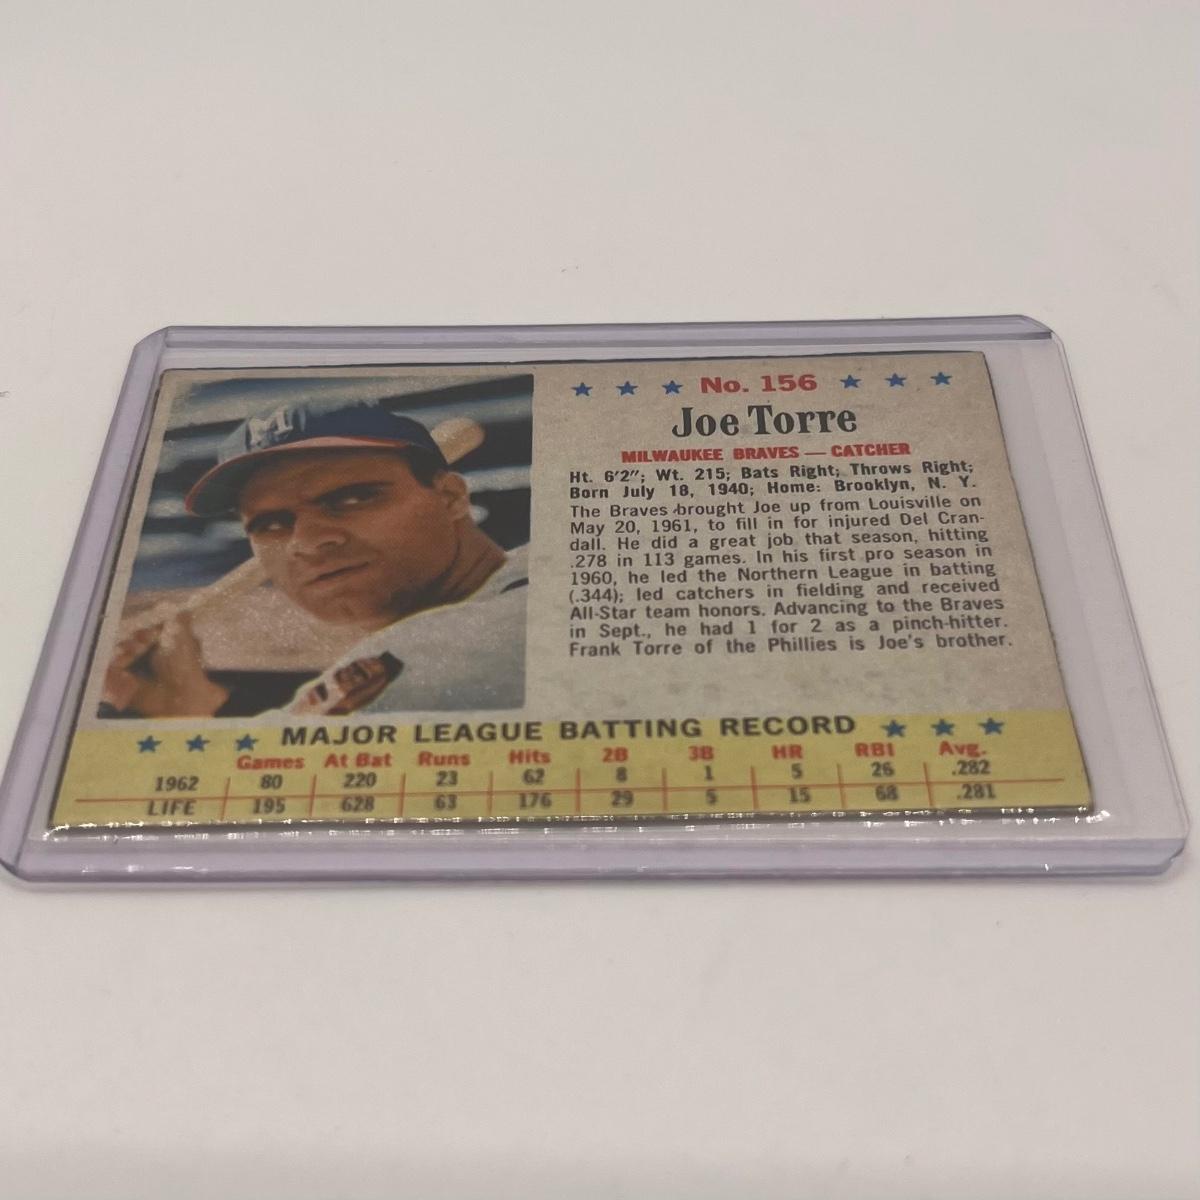 No. 156
Joe Torre
MILWAUKEE BRAVES — CATCHER
Ht. 6'2"; Wt. 215; Bats Right; Throws Right;
Born July 18, 1940; Home: Brooklyn, N. Y.
The Braves brought Joe up from Louisville on
May 20, 1961, to fill in for injured Del Cran-
dall. He did a great job that season, hitting
.278 in 113 games. In his first pro season in
1960, he led the Northern League in batting
(.344); led catchers in fielding and received
All-Star team honors. Advancing to the Braves
in Sept., he had 1 for 2 as a pinch-hitter.
Frank Torre of the Phillies is Joe's brother.
MAJOR LEAGUE BATTING RECORD
Games At Bat Runs Hits 2B 3B HR RBI Avg.
1962 80 220 23 62 8 1 5 26 .282
LIFE 195 628 63 176 29 5 15 68 .281
M